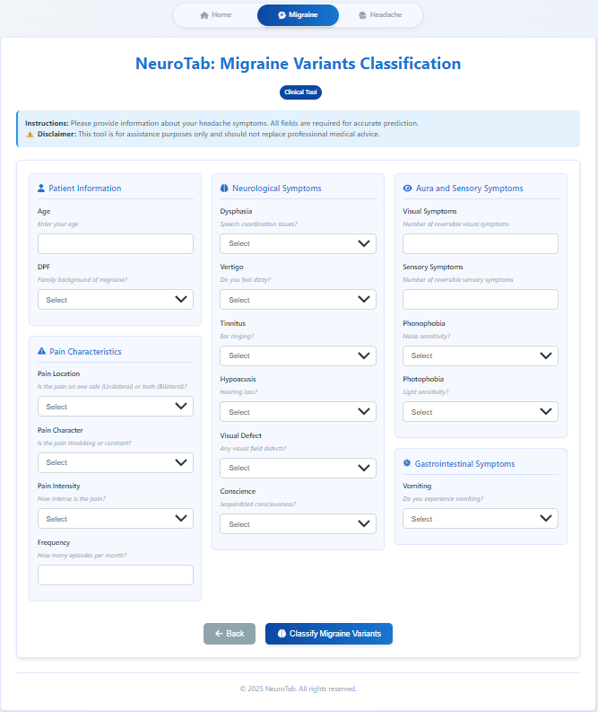 Home
Migraine
Headache
NeuroTab: Migraine Variants Classification
Clinical Tool
Instructions: Please provide information about your headache symptoms. All fields are required for accurate prediction.
Disclaimer: This tool is for assistance purposes only and should not replace professional medical advice.
Patient Information
Age
Enter your age
DPF
Family background of migraine?
Select
Pain Characteristics
Pain Location
Is the pain on one side (Unilateral) or both (Bilateral)?
Select
Pain Character
Is the pain throbbing or constant?
Select
Pain Intensity
How intense is the pain?
Select
Frequency
How many episodes per month?
Neurological Symptoms
Dysphasia
Speech coordination issues?
Select
Vertigo
Do you feel dizzy?
Select
Tinnitus
Ear ringing?
Select
Hypoacusis
Hearing loss?
Select
Visual Defect
Any visual field defects?
Select
Conscience
Jeopardized consciousness?
Select
Aura and Sensory Symptoms
Visual Symptoms
Number of reversible visual symptoms
Sensory Symptoms
Number of reversible sensory symptoms
Phonophobia
Noise sensitivity?
Select
Photophobia
Light sensitivity?
Select
Gastrointestinal Symptoms
Vomiting
Do you experience vomiting?
Select
Back
Classify Migraine Variants
© 2025 NeuroTab. All rights reserved.